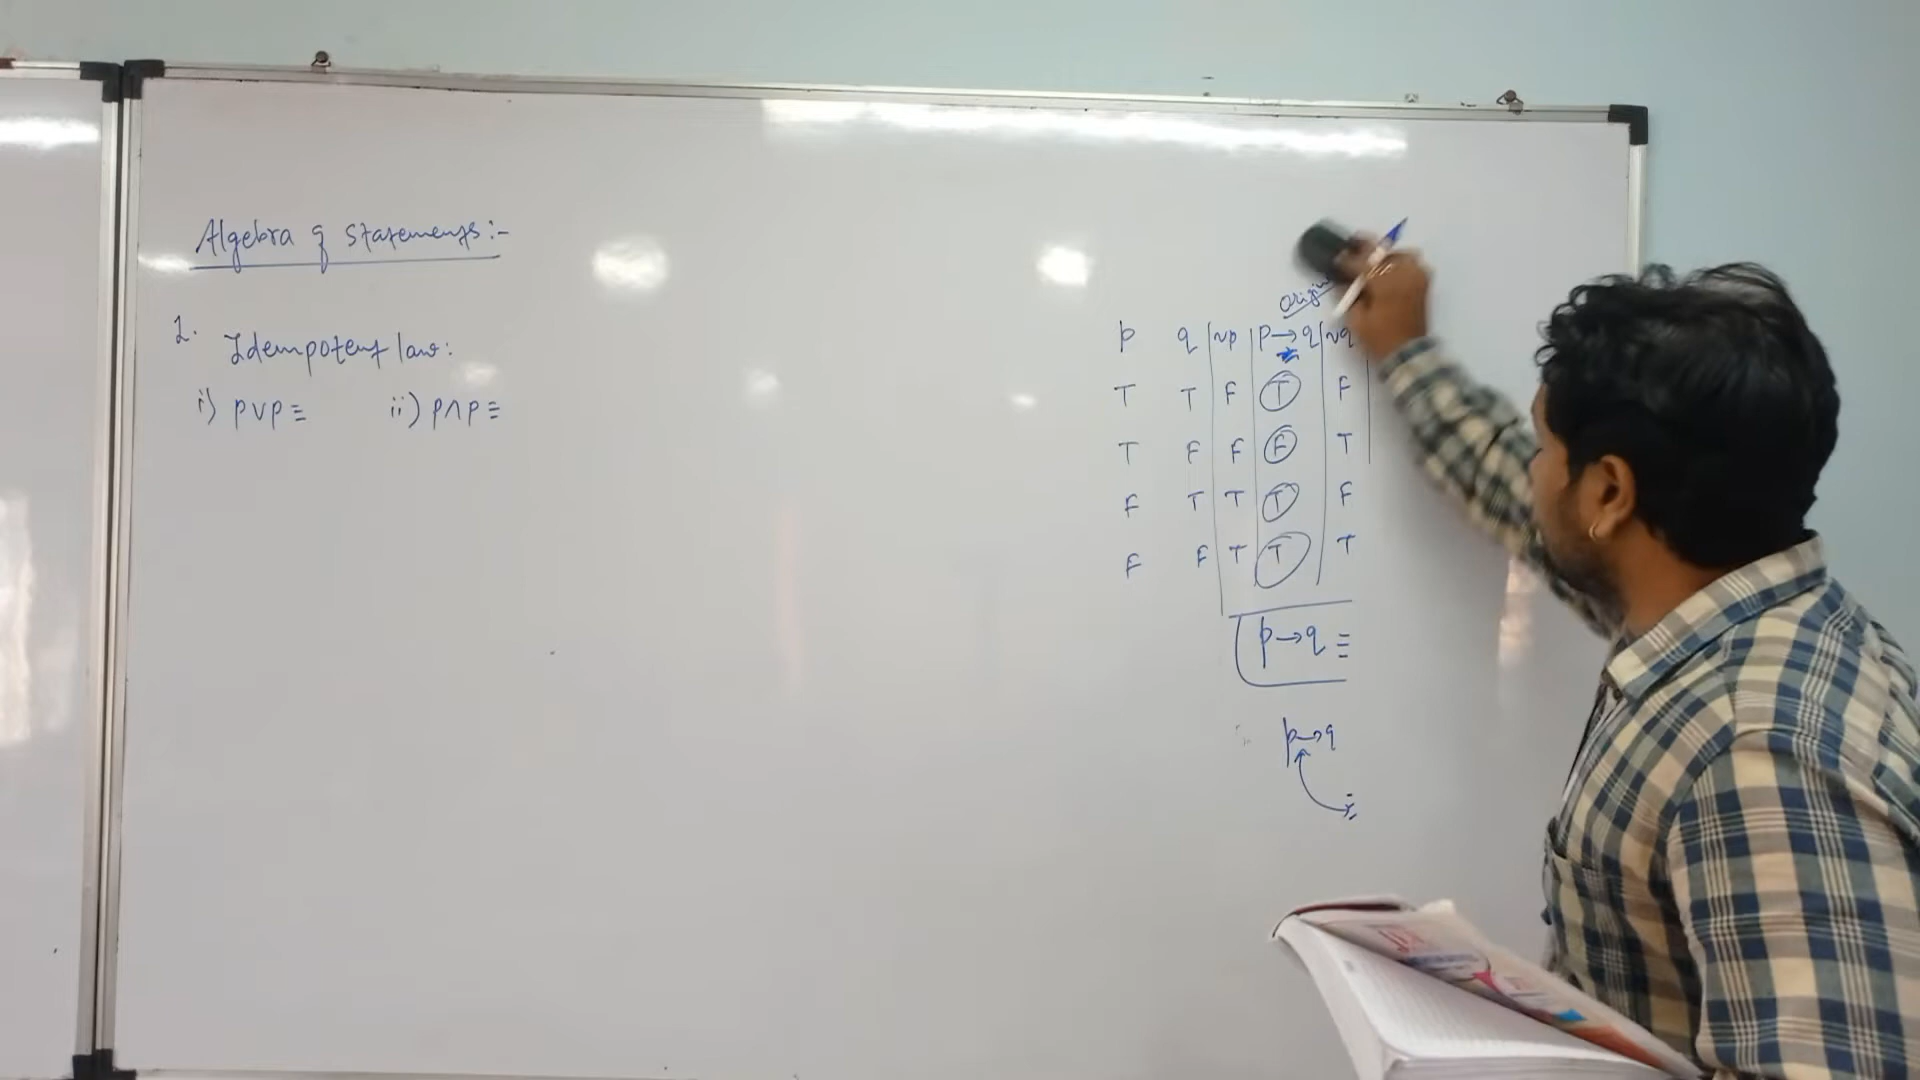 Algebra of statements:-
1. Idempotent law:
i) p∨p≡ ii) p∧p≡
p q ~p p→q ~q
T T F T F
T F F F T
F T T T F
F F T T T
p→q ≡
p→q